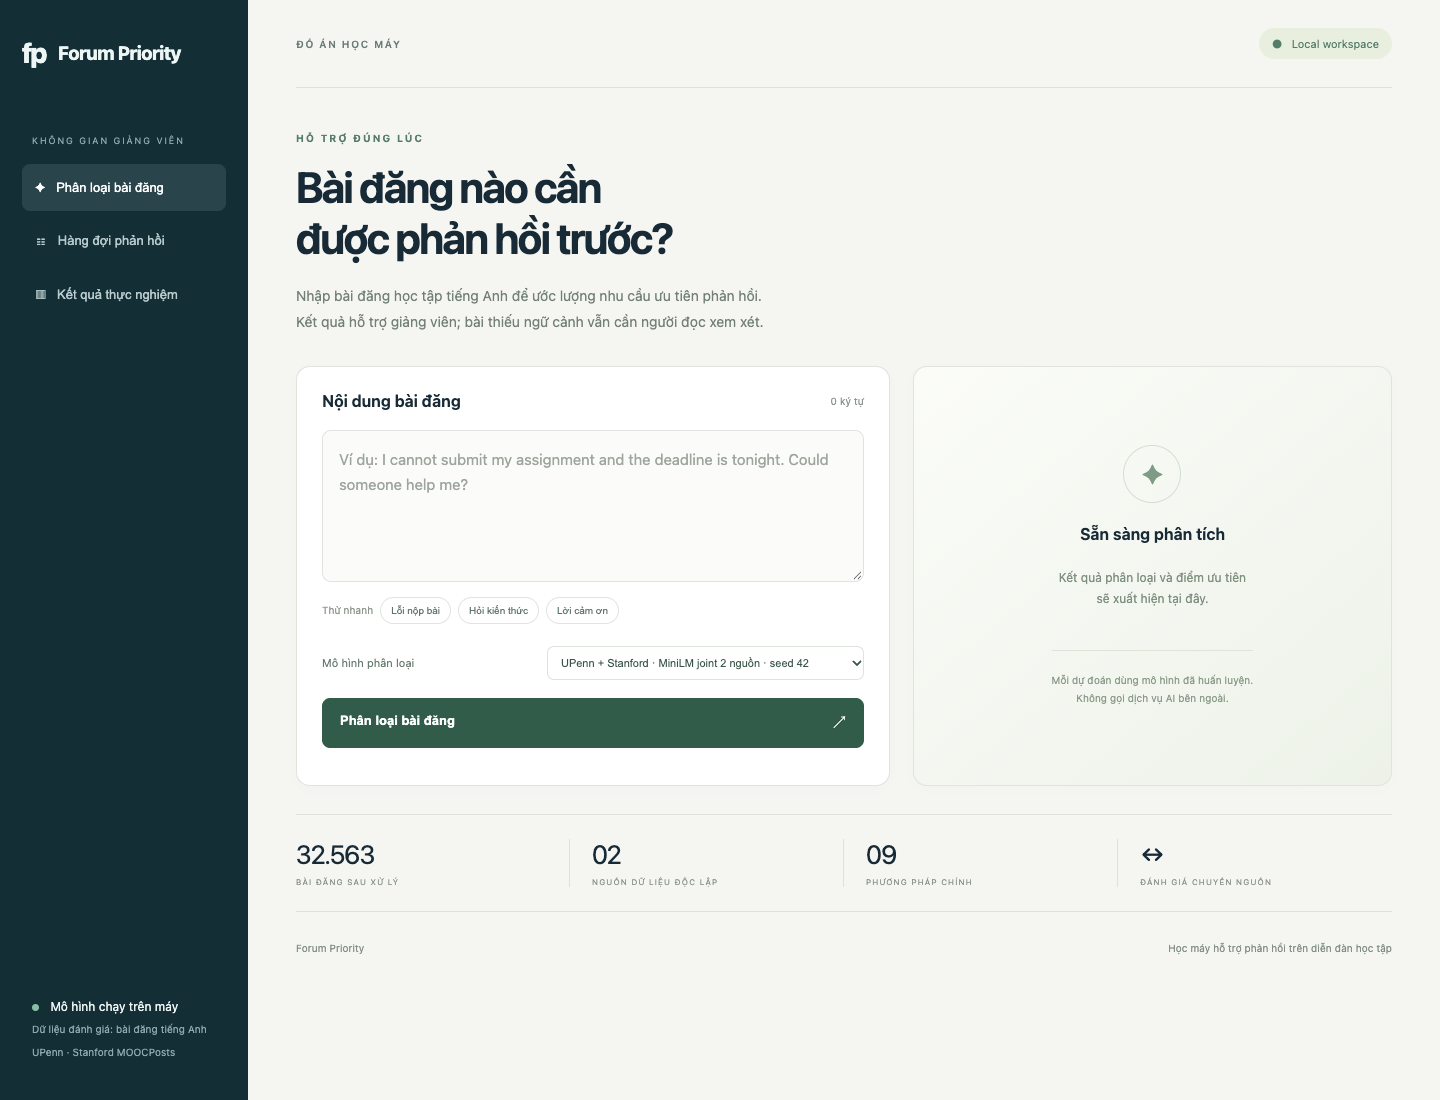 fp Forum Priority
KHÔNG GIAN GIẢNG VIÊN
Phân loại bài đăng
Hàng đợi phản hồi
Kết quả thực nghiệm
Mô hình chạy trên máy
Dữ liệu đánh giá: bài đăng tiếng Anh
UPenn · Stanford MOOCPosts
ĐỒ ÁN HỌC MÁY
Local workspace
HỖ TRỢ ĐÚNG LÚC
Bài đăng nào cần
được phản hồi trước?
Nhập bài đăng học tập tiếng Anh để ước lượng nhu cầu ưu tiên phản hồi.
Kết quả hỗ trợ giảng viên; bài thiếu ngữ cảnh vẫn cần người đọc xem xét.
Nội dung bài đăng
0 ký tự
Ví dụ: I cannot submit my assignment and the deadline is tonight. Could
someone help me?
Thử nhanh
Lỗi nộp bài
Hỏi kiến thức
Lời cảm ơn
Mô hình phân loại
UPenn + Stanford · MiniLM joint 2 nguồn · seed 42
Phân loại bài đăng
Sẵn sàng phân tích
Kết quả phân loại và điểm ưu tiên
sẽ xuất hiện tại đây.
Mỗi dự đoán dùng mô hình đã huấn luyện.
Không gọi dịch vụ AI bên ngoài.
32.563
BÀI ĐĂNG SAU XỬ LÝ
02
NGUỒN DỮ LIỆU ĐỘC LẬP
09
PHƯƠNG PHÁP CHÍNH
↔
ĐÁNH GIÁ CHUYỂN NGUỒN
Forum Priority
Học máy hỗ trợ phản hồi trên diễn đàn học tập